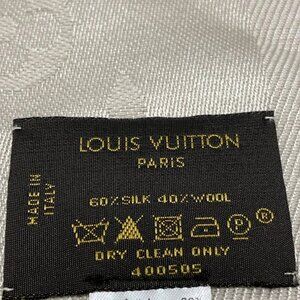 LOUIS VUITTON
PARIS
MADE IN
ITALY
60%SILK 40%WOOL
P
®
DRY CLEAN ONLY
400505